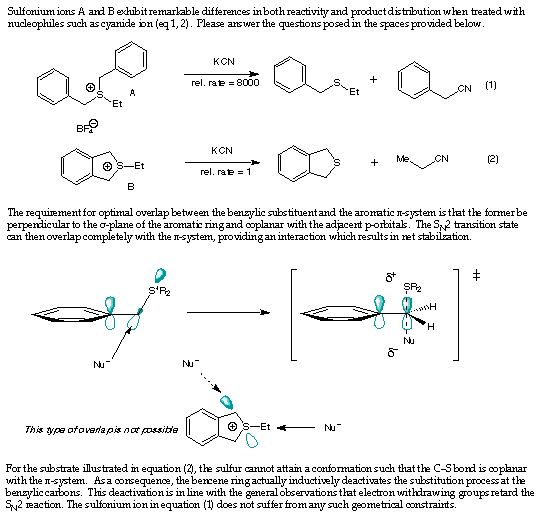 Sulfonium ions A and B exhibit remarkable differences in both reactivity and product distribution when treated with
nucleophiles such as cyanide ion (eq 1, 2). Please answer the questions posed in the spaces provided below.
KCN
rel. rate = 8000
S
Et
A
BF4⊖
S
Et
+
CN
(1)
KCN
rel. rate = 1
S—Et
B
S
+
Me
CN
(2)
The requirement for optimal overlap between the benzylic substituent and the aromatic π-system is that the former be
perpendicular to the σ-plane of the aromatic ring and coplanar with the adjacent p-orbitals. The SN2 transition state
can then overlap completely with the π-system, providing an interaction which results in net stabilzation.
S+R2
Nu–
δ+
SR2
H
H
Nu
δ–
‡
Nu–
This type of overlap is not possible
S—Et
Nu–
For the substrate illustrated in equation (2), the sulfur cannot attain a conformation such that the C–S bond is coplanar
with the π-system. As a consequence, the bencene ring actually inductively deactivates the substitution process at the
benzylic carbons. This deactivation is in line with the general observations that electron withdrawing groups retard the
SN2 reaction. The sulfonium ion in equation (1) does not suffer from any such geometrical constraints.